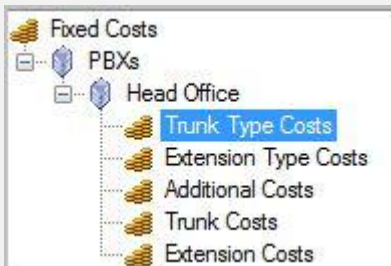 Fixed Costs
PBXs
Head Office
Trunk Type Costs
Extension Type Costs
Additional Costs
Trunk Costs
Extension Costs